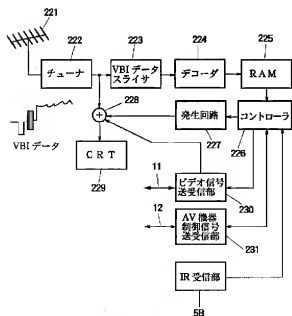 221
222
223
224
225
チューナ
VBI データ
スライサ
デコーダ
RAM
228
VBI データ
発生回路
コントローラ
227
226
CRT
229
11
ビデオ信号
送受信部
230
12
AV機器
制御信号
送受信部
231
IR 受信部
5B